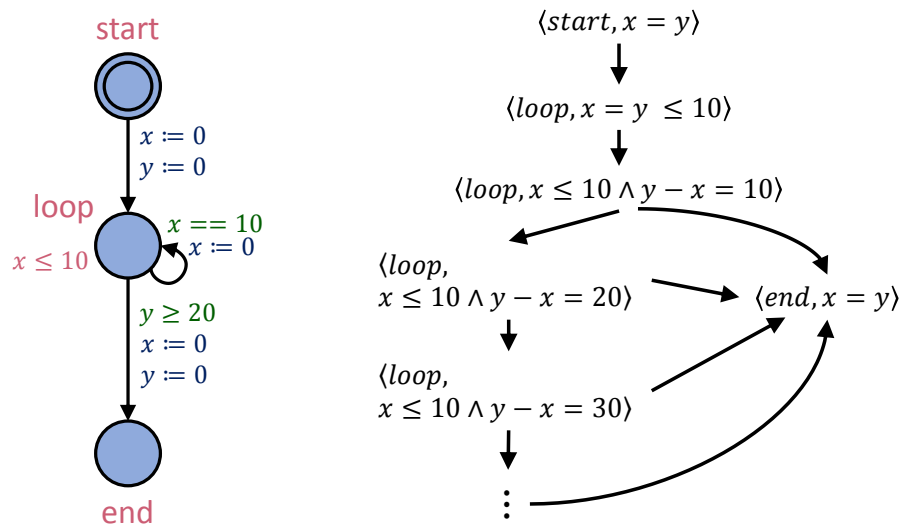 start
x := 0
y := 0
loop
x == 10
x := 0
x ≤ 10
y ≥ 20
x := 0
y := 0
end
⟨start, x = y⟩
⟨loop, x = y ≤ 10⟩
⟨loop, x ≤ 10 ∧ y − x = 10⟩
⟨loop,
x ≤ 10 ∧ y − x = 20⟩
⟨end, x = y⟩
⟨loop,
x ≤ 10 ∧ y − x = 30⟩
⋮